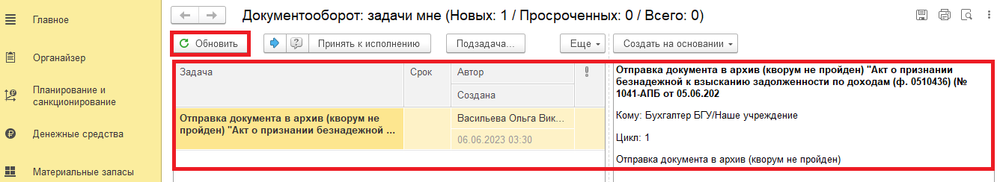 Главное
Органайзер
Планирование и
санкционирование
Денежные средства
Материальные запасы
Документооборот: задачи мне (Новых: 1 / Просроченных: 0 / Всего: 0)
Обновить
Принять к исполнению
Подзадача...
Еще
Создать на основании
Задача
Срок
Автор
Создана
Отправка документа в архив (кворум не
пройден) "Акт о признании безнадежной ...
Васильева Ольга Вик...
06.06.2023 03:30
Отправка документа в архив (кворум не пройден) "Акт о признании
безнадежной к взысканию задолженности по доходам (ф. 0510436) (№
1041-АПБ от 05.06.202
Кому: Бухгалтер БГУ/Наше учреждение
Цикл: 1
Отправка документа в архив (кворум не пройден)